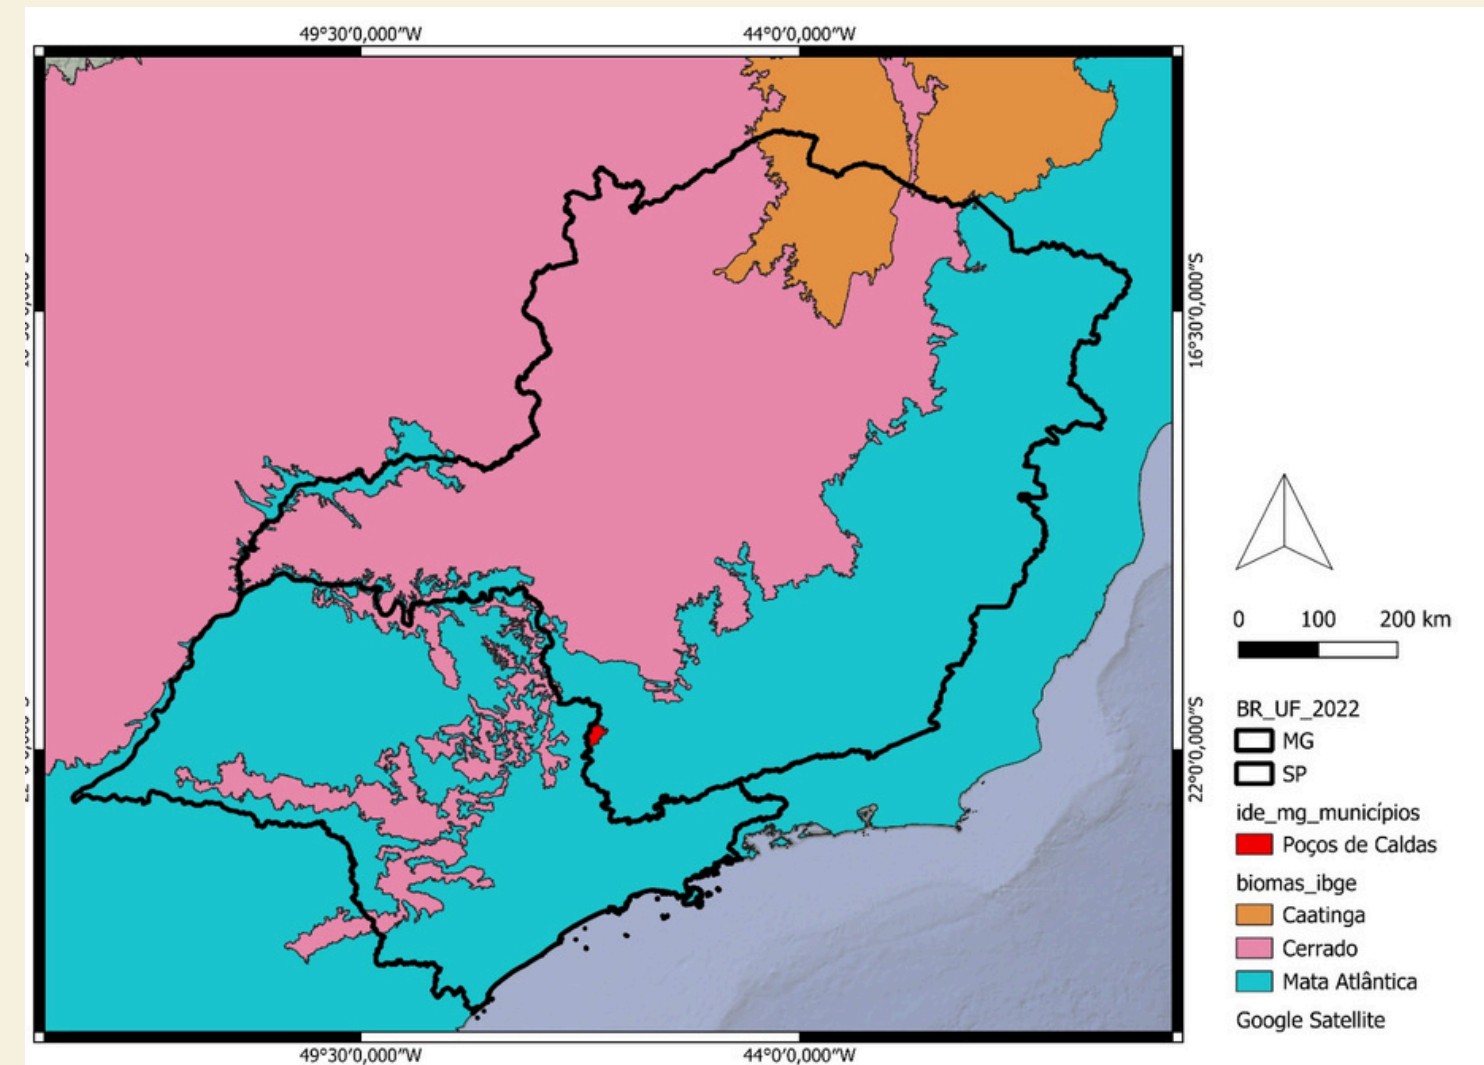 49°30'0,000"W
44°0'0,000"W
16°30'0,000"S
22°0'0,000"S
0 100 200 km
BR_UF_2022
MG
SP
ide_mg_municípios
Poços de Caldas
biomas_ibge
Caatinga
Cerrado
Mata Atlântica
Google Satellite
49°30'0,000"W
44°0'0,000"W